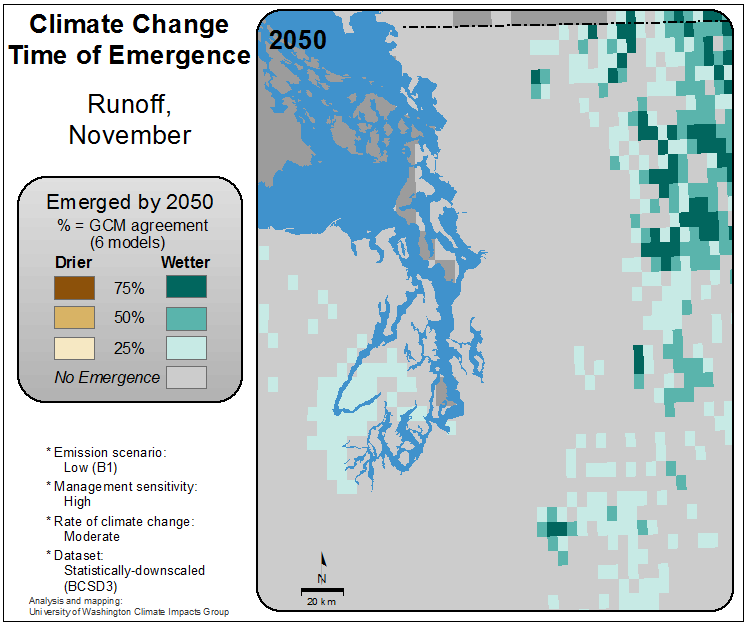 Climate Change
Time of Emergence
Runoff,
November
Emerged by 2050
% = GCM agreement
(6 models)
Drier Wetter
75%
50%
25%
No Emergence
* Emission scenario:
Low (B1)
* Management sensitivity:
High
* Rate of climate change:
Moderate
* Dataset:
Statistically-downscaled
(BCSD3)
Analysis and mapping:
University of Washington Climate Impacts Group
2050
N
20 km